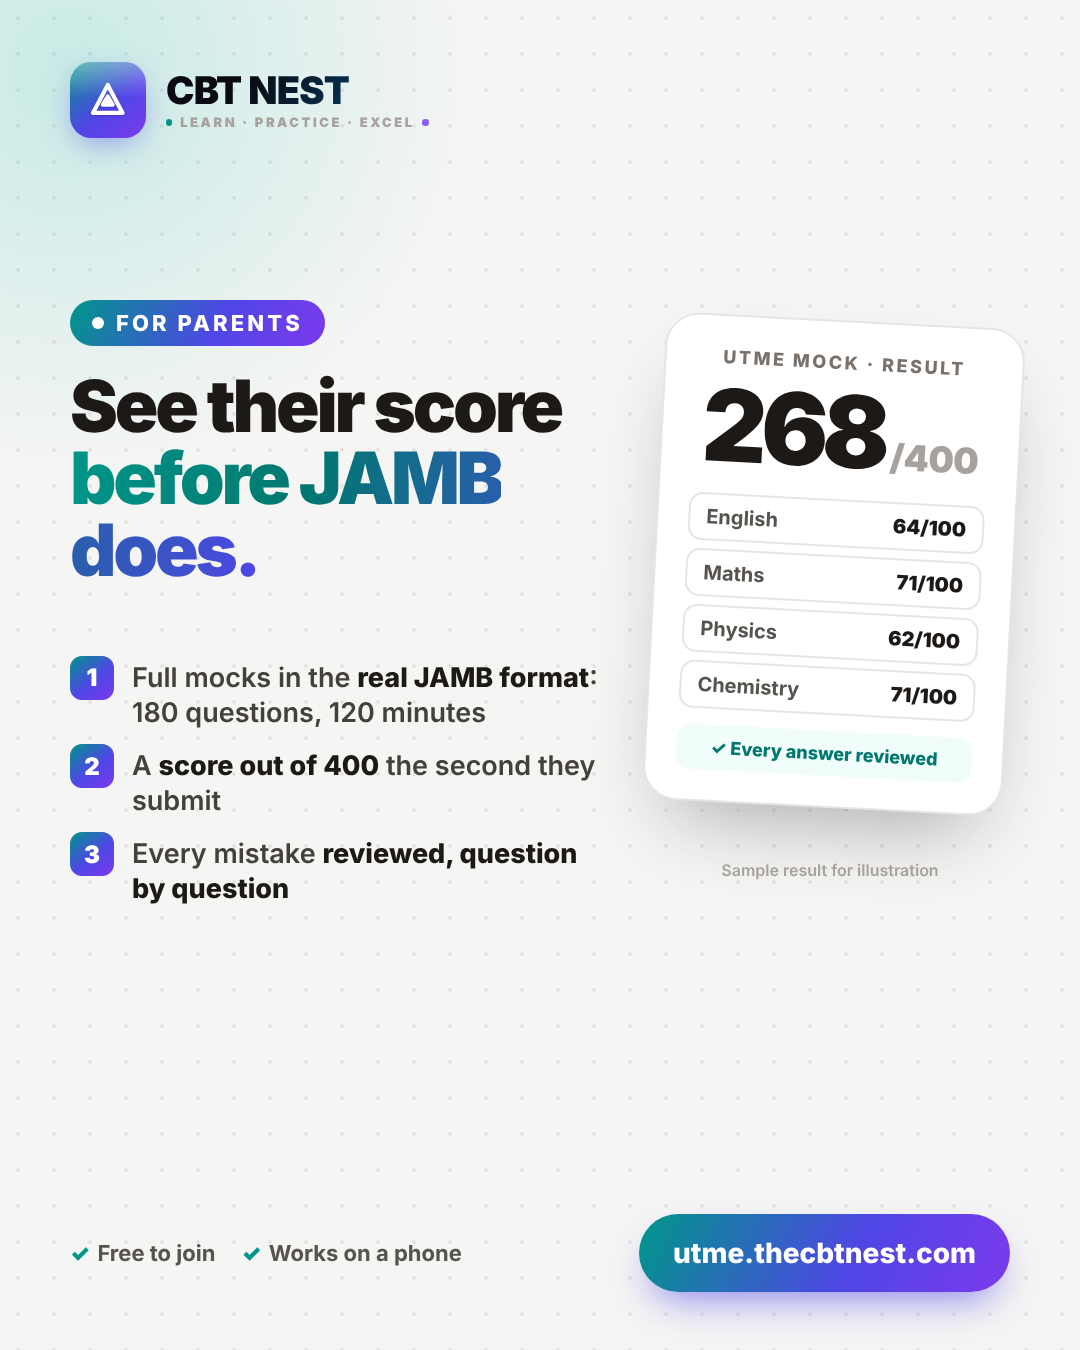 CBT NEST
LEARN · PRACTICE · EXCEL
FOR PARENTS
See their score
before JAMB
does.
1 Full mocks in the real JAMB format:
180 questions, 120 minutes
2 A score out of 400 the second they
submit
3 Every mistake reviewed, question
by question
UTME MOCK · RESULT
268/400
English 64/100
Maths 71/100
Physics 62/100
Chemistry 71/100
✓ Every answer reviewed
Sample result for illustration
✓ Free to join ✓ Works on a phone
utme.thecbtnest.com